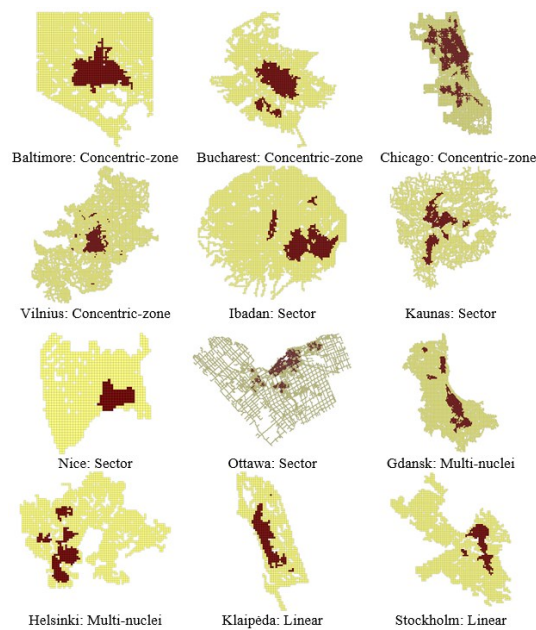 Baltimore: Concentric-zone
Bucharest: Concentric-zone
Chicago: Concentric-zone
Vilnius: Concentric-zone
Ibadan: Sector
Kaunas: Sector
Nice: Sector
Ottawa: Sector
Gdansk: Multi-nuclei
Helsinki: Multi-nuclei
Klaipėda: Linear
Stockholm: Linear